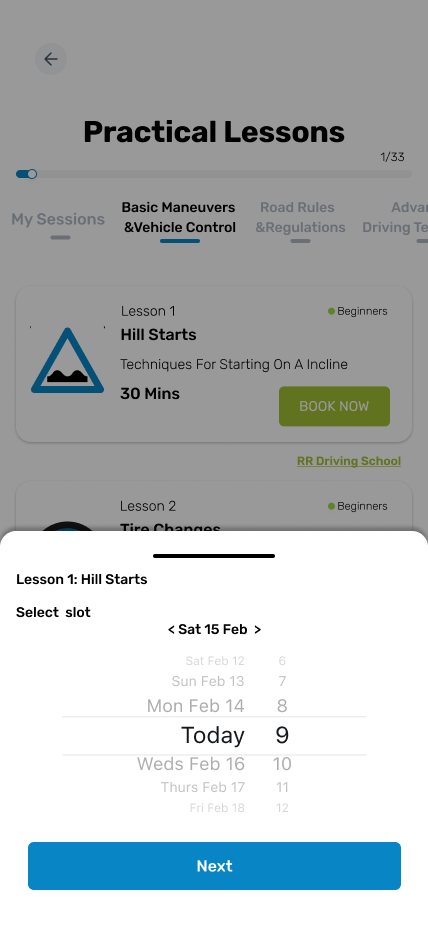 Practical Lessons
1/33
My Sessions
Basic Maneuvers
&Vehicle Control
Road Rules
&Regulations
Advan
Driving Te
Lesson 1
Beginners
Hill Starts
Techniques For Starting On A Incline
30 Mins
BOOK NOW
RR Driving School
Lesson 2
Beginners
Tire Changes
Lesson 1: Hill Starts
Select slot
< Sat 15 Feb >
Sat Feb 12 6
Sun Feb 13 7
Mon Feb 14 8
Today 9
Weds Feb 16 10
Thurs Feb 17 11
Fri Feb 18 12
Next